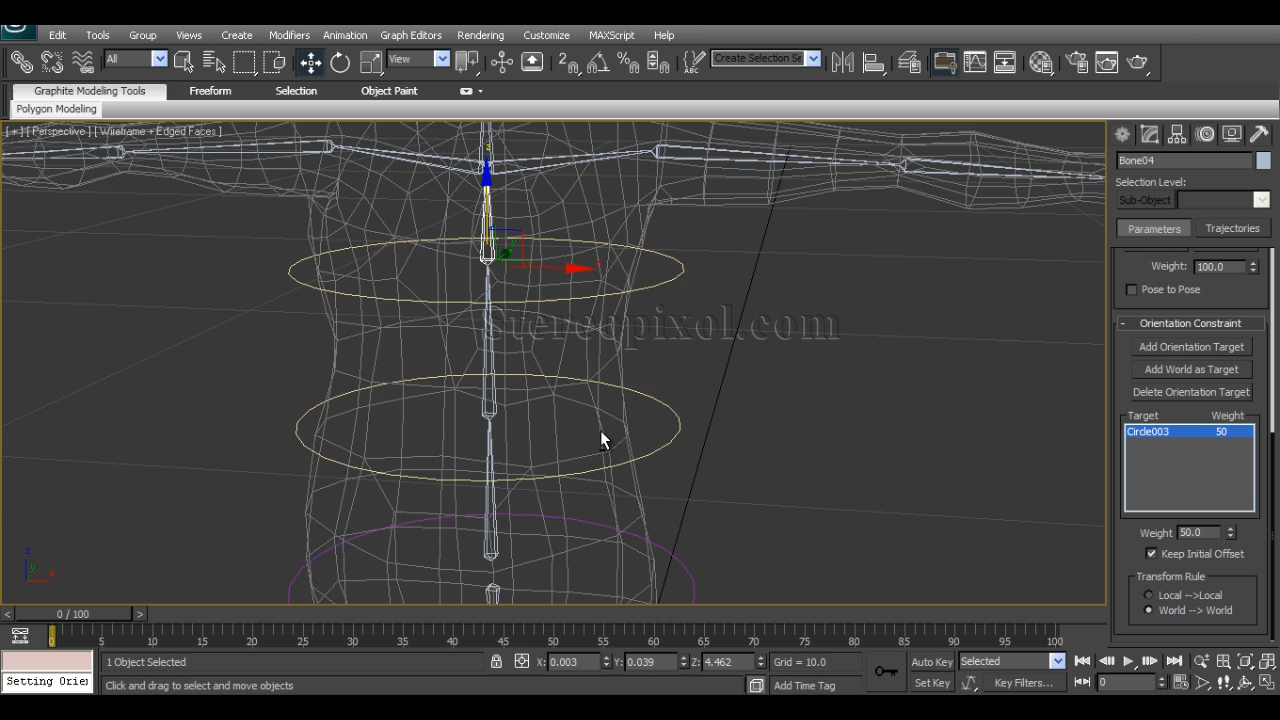 Edit Tools Group Views Create Modifiers Animation Graph Editors Rendering Customize MAXScript Help
All View 2 ABC Create Selection Se
Graphite Modeling Tools Freeform Selection Object Paint
Polygon Modeling
[ + ] [ Perspective ] [ Wireframe + Edged Faces ]
Bone04
Selection Level:
Sub-Object
Parameters Trajectories
Weight: 100.0
Pose to Pose
- Orientation Constraint
Add Orientation Target
Add World as Target
Delete Orientation Target
Target Weight
Circle003 50
Weight 50.0
Keep Initial Offset
Transform Rule
Local -->Local
World --> World
Stereopixol.com
z
x
z
y
x
< 0 / 100 >
0 5 10 15 20 25 30 35 40 45 50 55 60 65 70 75 80 85 90 95 100
1 Object Selected X: 0.003 Y: 0.039 Z: 4.462 Grid = 10.0 Auto Key Selected
Setting Orie Click and drag to select and move objects Add Time Tag Set Key Key Filters... 0